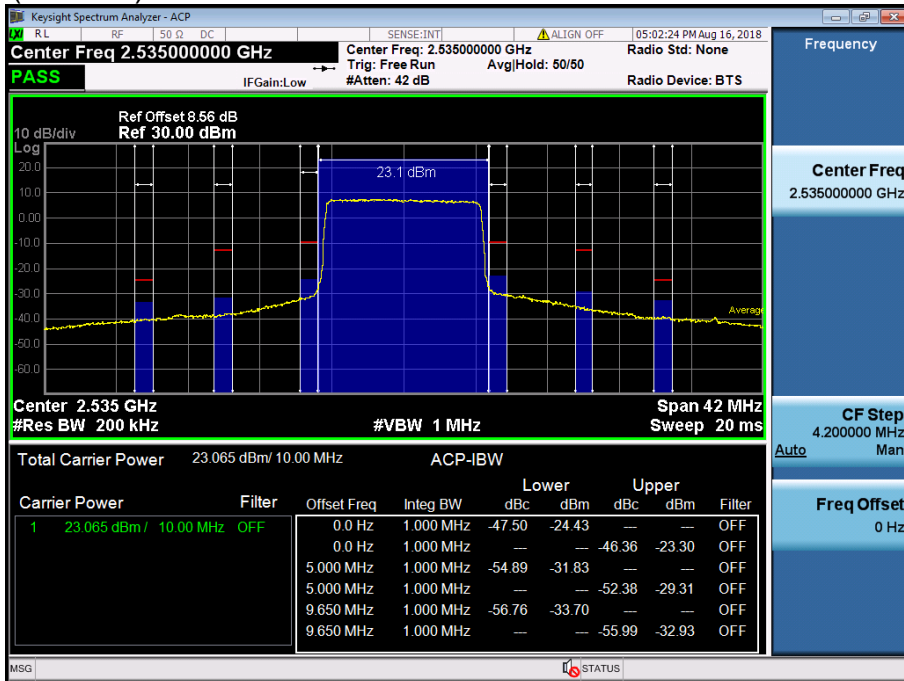 Keysight Spectrum Analyzer - ACP
LXI RL RF 50 Ω DC SENSE:INT ALIGN OFF 05:02:24 PM Aug 16, 2018
Center Freq 2.535000000 GHz
Center Freq: 2.535000000 GHz
Radio Std: None
Trig: Free Run Avg|Hold: 50/50
PASS
IFGain:Low #Atten: 42 dB Radio Device: BTS
Ref Offset 8.56 dB
10 dB/div Ref 30.00 dBm
Log
20.0
23.1 dBm
10.0
0.00
-10.0
-20.0
-30.0
-40.0
Average
-50.0
-60.0
Center 2.535 GHz Span 42 MHz
#Res BW 200 kHz #VBW 1 MHz Sweep 20 ms
Total Carrier Power 23.065 dBm/ 10.00 MHz ACP-IBW
Lower Upper
Carrier Power Filter Offset Freq Integ BW dBc dBm dBc dBm Filter
1 23.065 dBm / 10.00 MHz OFF 0.0 Hz 1.000 MHz -47.50 -24.43 --- --- OFF
0.0 Hz 1.000 MHz --- --- -46.36 -23.30 OFF
5.000 MHz 1.000 MHz -54.89 -31.83 --- --- OFF
5.000 MHz 1.000 MHz --- --- -52.38 -29.31 OFF
9.650 MHz 1.000 MHz -56.76 -33.70 --- --- OFF
9.650 MHz 1.000 MHz --- --- -55.99 -32.93 OFF
MSG STATUS
Frequency
Center Freq
2.535000000 GHz
CF Step
4.200000 MHz
Auto Man
Freq Offset
0 Hz